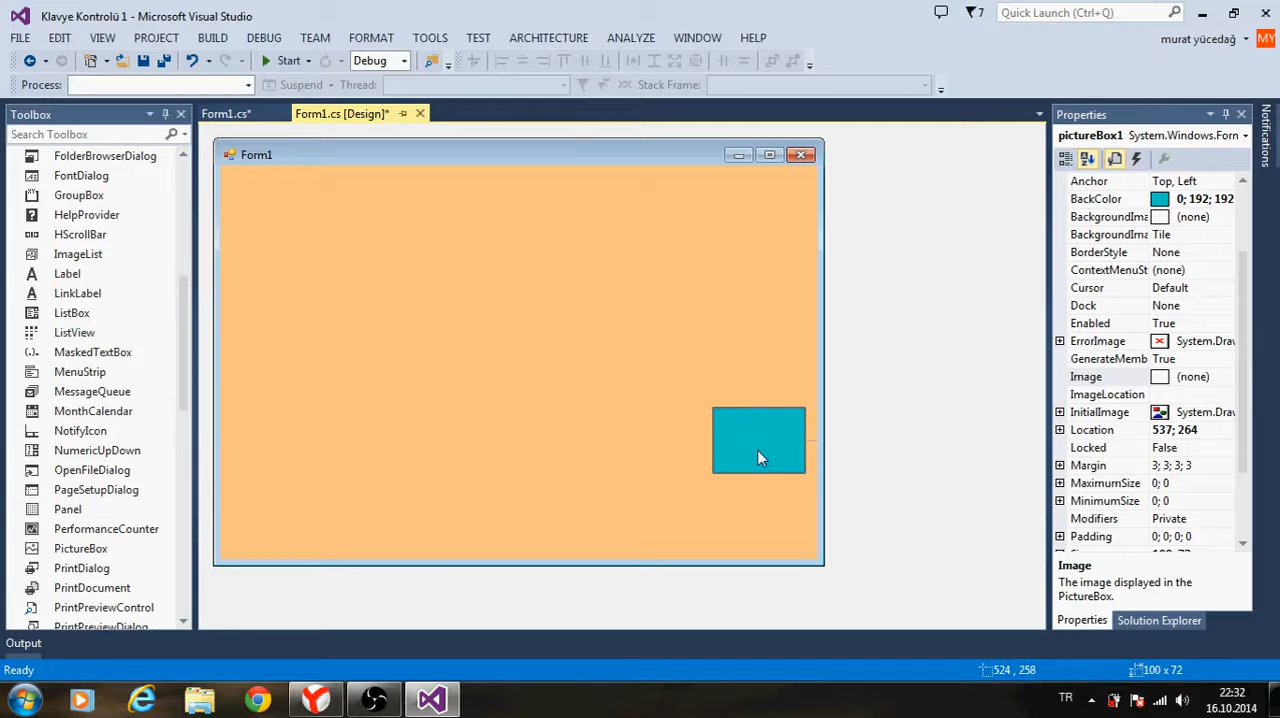 Klavye Kontrolü 1 - Microsoft Visual Studio
7
Quick Launch (Ctrl+Q)
FILE EDIT VIEW PROJECT BUILD DEBUG TEAM FORMAT TOOLS TEST ARCHITECTURE ANALYZE WINDOW HELP
murat yücedağ
MY
Start
Debug
Process:
Suspend
Thread:
Stack Frame:
Toolbox
Search Toolbox
FolderBrowserDialog
FontDialog
GroupBox
HelpProvider
HScrollBar
ImageList
Label
LinkLabel
ListBox
ListView
MaskedTextBox
MenuStrip
MessageQueue
MonthCalendar
NotifyIcon
NumericUpDown
OpenFileDialog
PageSetupDialog
Panel
PerformanceCounter
PictureBox
PrintDialog
PrintDocument
PrintPreviewControl
PrintPreviewDialog
Form1.cs*
Form1.cs [Design]*
Form1
Properties
pictureBox1 System.Windows.Forn
Anchor Top, Left
BackColor 0; 192; 192
BackgroundIma (none)
BackgroundIma Tile
BorderStyle None
ContextMenuSt (none)
Cursor Default
Dock None
Enabled True
ErrorImage System.Draw
GenerateMemb True
Image (none)
ImageLocation
InitialImage System.Draw
Location 537; 264
Locked False
Margin 3; 3; 3; 3
MaximumSize 0; 0
MinimumSize 0; 0
Modifiers Private
Padding 0; 0; 0; 0
Image
The image displayed in the
PictureBox.
Properties Solution Explorer
Notifications
Output
Ready
524 , 258
100 x 72
TR
22:32
16.10.2014